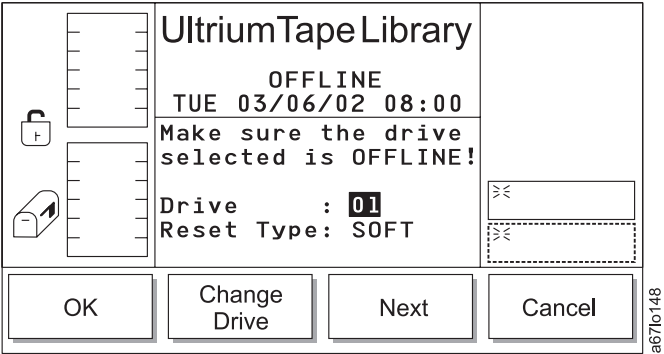 UltriumTape Library
OFFLINE
TUE 03/06/02 08:00
Make sure the drive
selected is OFFLINE!
Drive : 01
Reset Type: SOFT
OK
Change
Drive
Next
Cancel
a67lo148